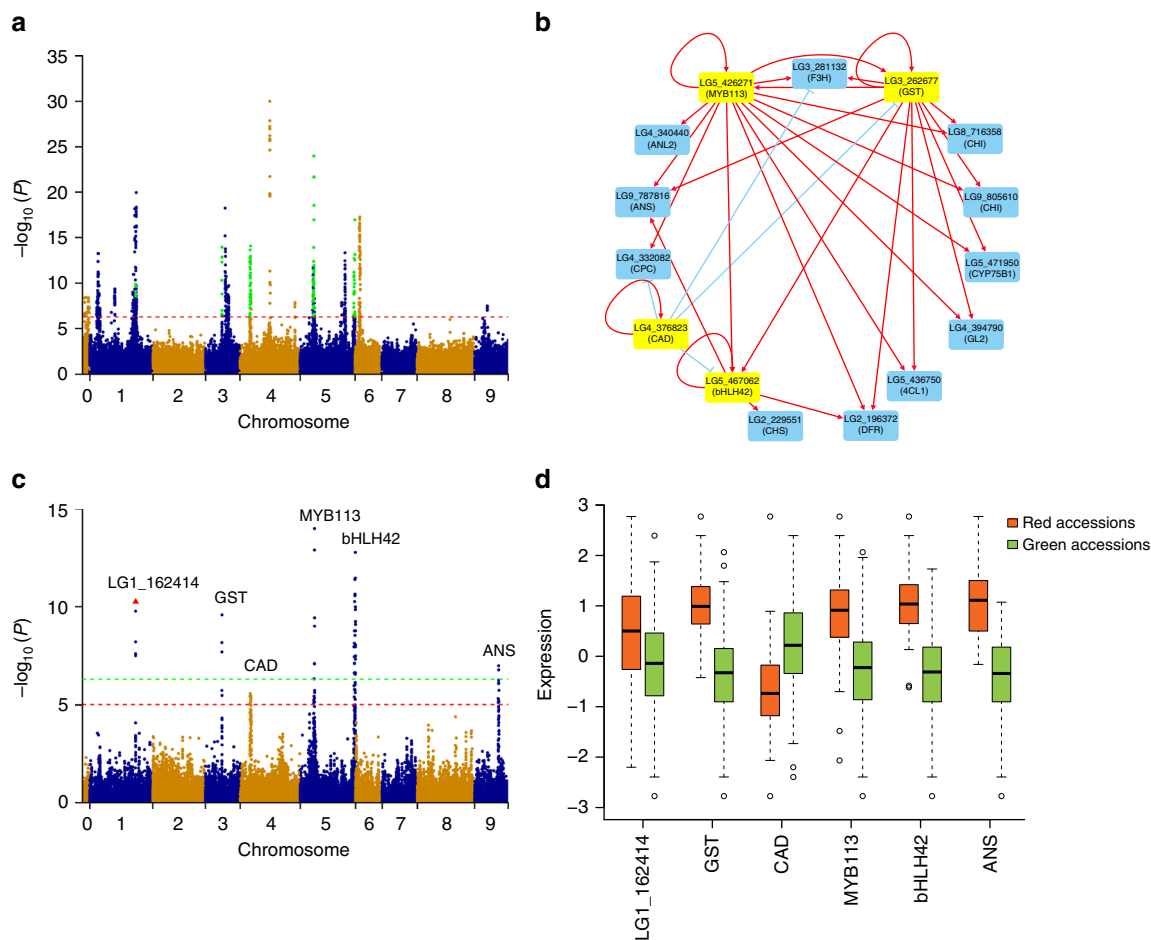 a
35
30
25
20
15
10
5
0
−log10 (P)
0 1 2 3 4 5 6 7 8 9
Chromosome
b
LG5_426271
(MYB113)
LG3_281132
(F3H)
LG3_262677
(GST)
LG4_340440
(ANL2)
LG8_716358
(CHI)
LG9_787816
(ANS)
LG9_805610
(CHI)
LG4_332082
(CPC)
LG5_471950
(CYP75B1)
LG4_376823
(CAD)
LG4_394790
(GL2)
LG5_467062
(bHLH42)
LG5_436750
(4CL1)
LG2_229551
(CHS)
LG2_196372
(DFR)
c
15
10
5
0
−log10 (P)
LG1_162414
GST
CAD
MYB113
bHLH42
ANS
0 1 2 3 4 5 6 7 8 9
Chromosome
d
3
2
1
0
−1
−2
−3
Expression
Red accessions
Green accessions
LG1_162414
GST
CAD
MYB113
bHLH42
ANS